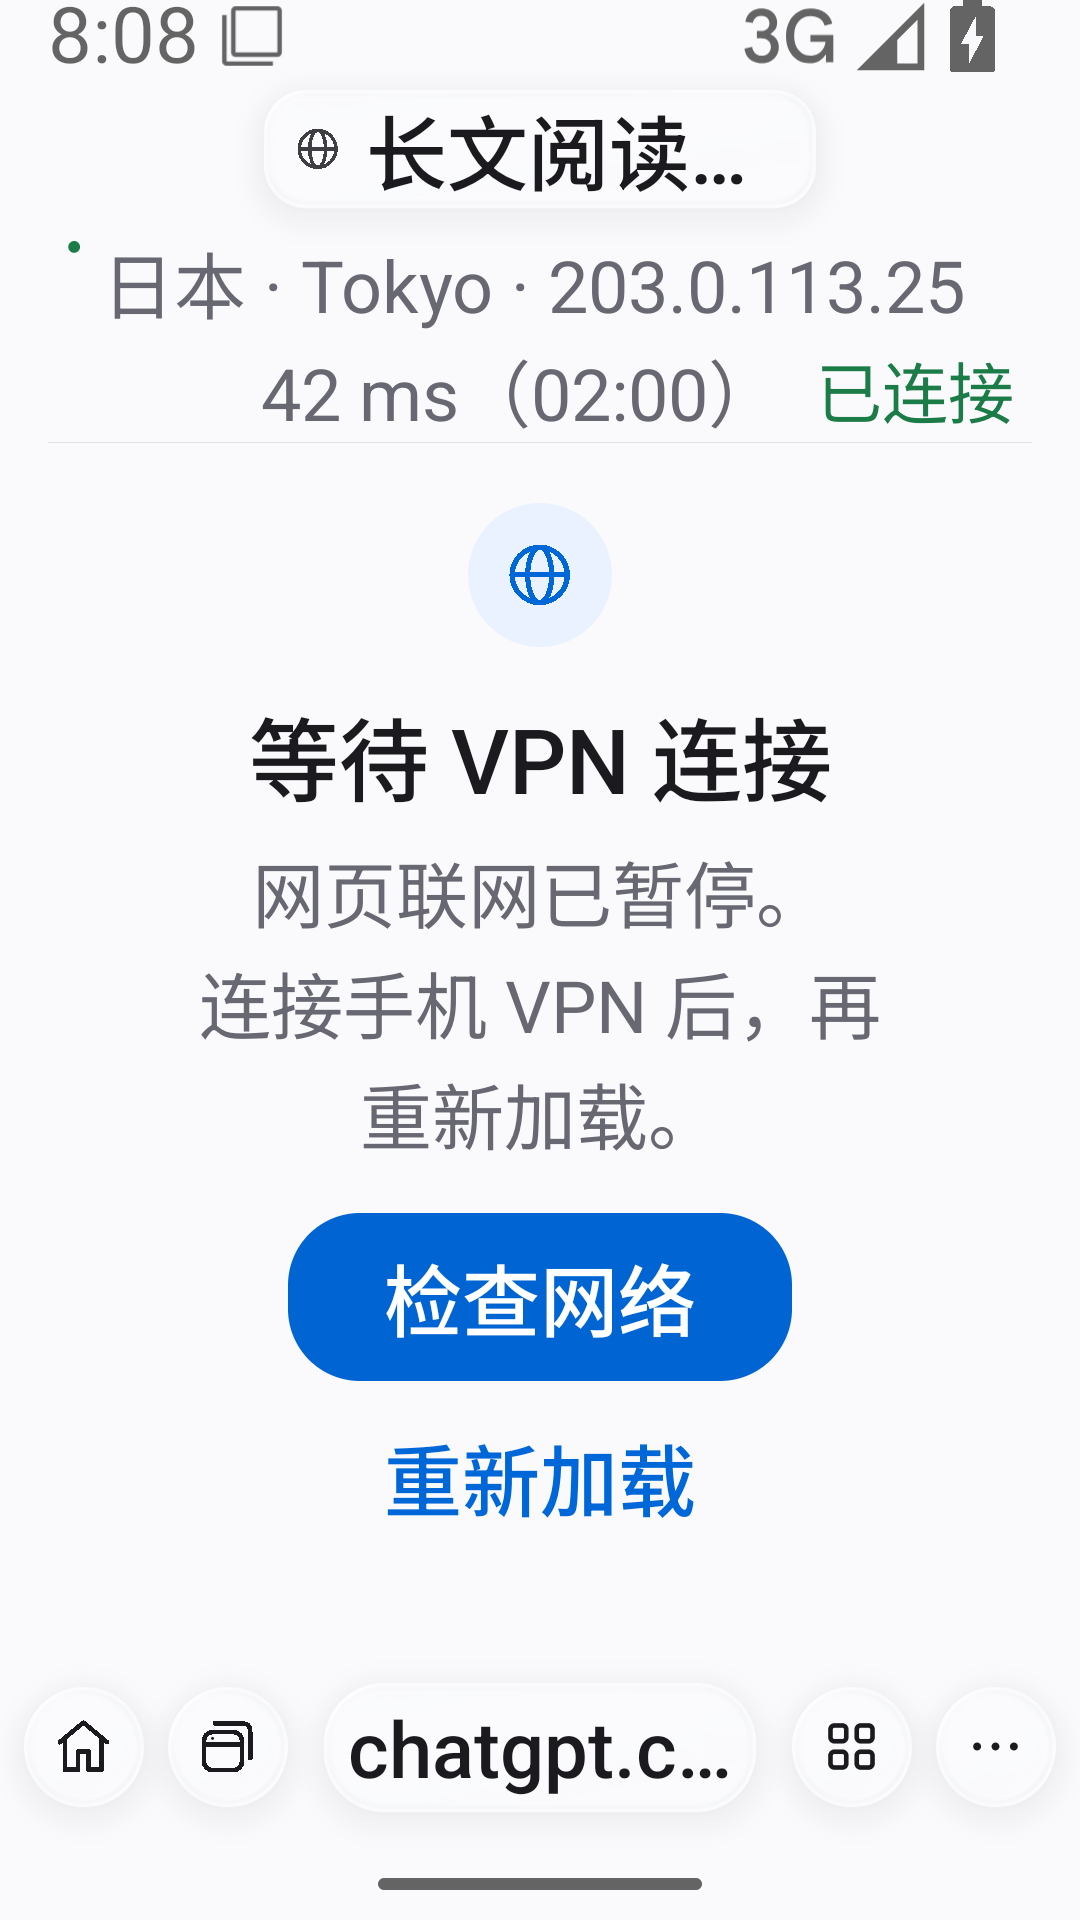 8:08
3G
长文阅读...
日本 · Tokyo · 203.0.113.25
42 ms（02:00） 已连接
等待 VPN 连接
网页联网已暂停。
连接手机 VPN 后，再
重新加载。
检查网络
重新加载
chatgpt.c...